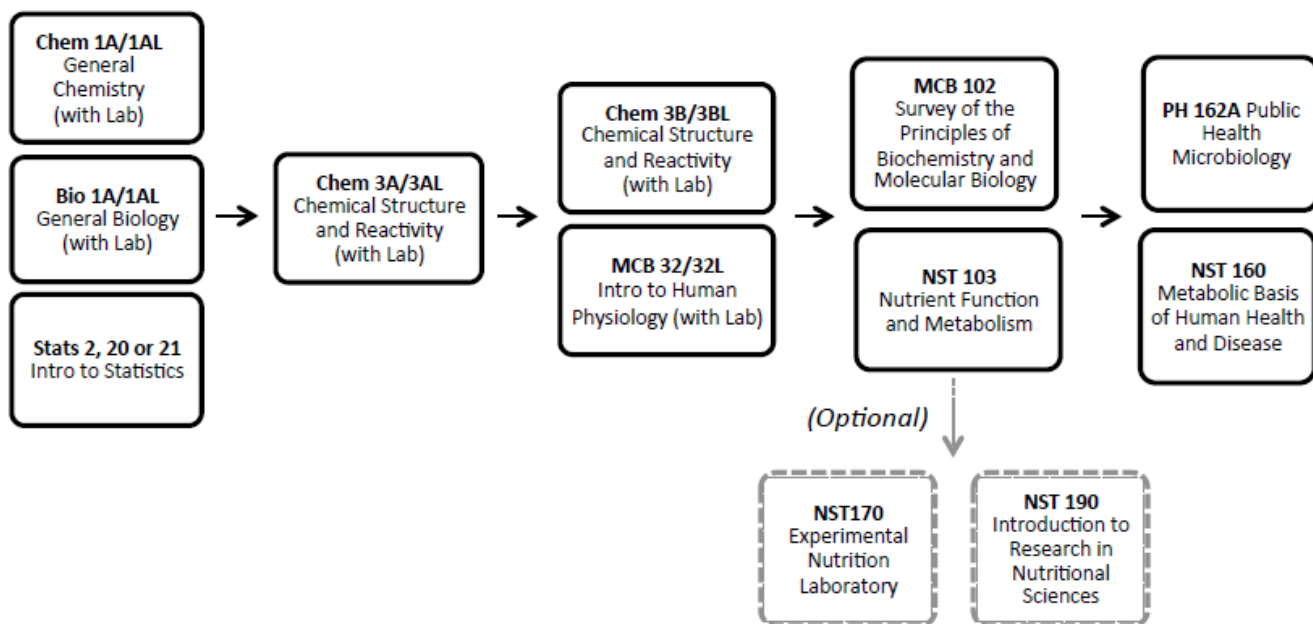 Chem 1A/1AL
General
Chemistry
(with Lab)
Bio 1A/1AL
General Biology
(with Lab)
Stats 2, 20 or 21
Intro to Statistics
Chem 3A/3AL
Chemical Structure
and Reactivity
(with Lab)
Chem 3B/3BL
Chemical Structure
and Reactivity
(with Lab)
MCB 32/32L
Intro to Human
Physiology (with Lab)
MCB 102
Survey of the
Principles of
Biochemistry and
Molecular Biology
NST 103
Nutrient Function
and Metabolism
PH 162A Public
Health
Microbiology
NST 160
Metabolic Basis
of Human Health
and Disease
(Optional)
NST170
Experimental
Nutrition
Laboratory
NST 190
Introduction to
Research in
Nutritional
Sciences